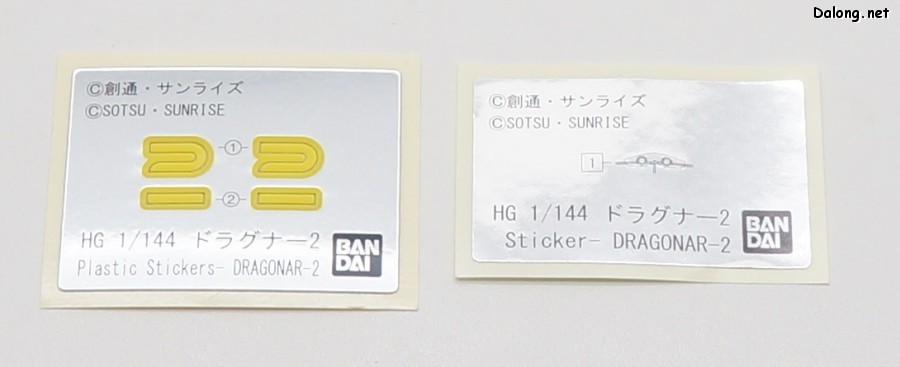 Dalong.net
©創通・サンライズ
©SOTSU・SUNRISE
①
②
HG 1/144 ドラグナー2
Plastic Stickers- DRAGONAR-2
BAN
DAI
©創通・サンライズ
©SOTSU・SUNRISE
1
HG 1/144 ドラグナー2
Sticker- DRAGONAR-2
BAN
DAI